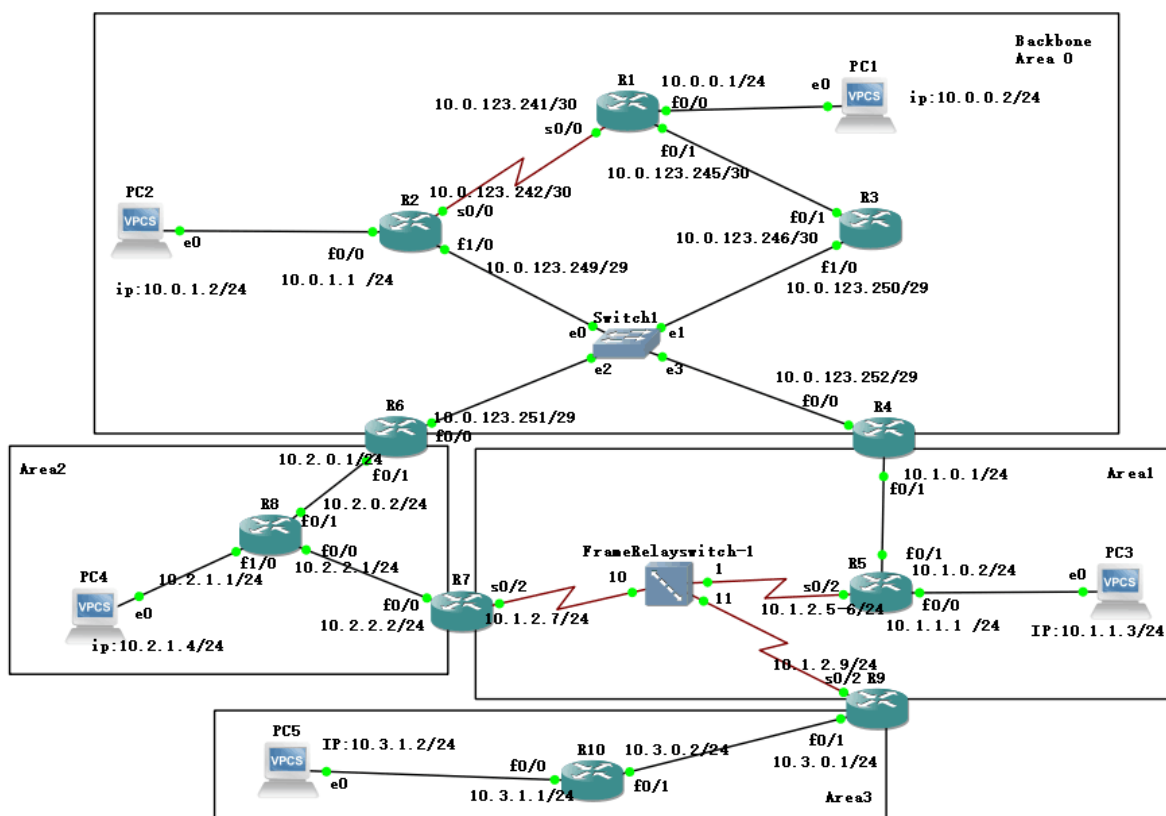 Backbone
Area 0
PC1
R1
10.0.0.1/24
e0
VPCS
ip:10.0.0.2/24
10.0.123.241/30
f0/0
s0/0
f0/1
10.0.123.245/30
PC2
VPCS
e0
10.0.123.242/30
R2
s0/0
f0/0
f1/0
10.0.1.1 /24
ip:10.0.1.2/24
10.0.123.249/29
R3
f0/1
10.0.123.246/30
f1/0
10.0.123.250/29
Switch1
e0
e1
e2
e3
10.0.123.252/29
f0/0
R4
R6
10.0.123.251/29
f0/0
Area2
10.2.0.1/24
f0/1
10.2.0.2/24
R8
f0/1
f0/0
f1/0
10.2.2.1/24
10.2.1.1/24
PC4
VPCS
e0
ip:10.2.1.4/24
R7
f0/0
s0/2
10.2.2.2/24
10.1.2.7/24
Area1
10.1.0.1/24
f0/1
FrameRelayswitch-1
1
10
11
f0/1
R5
10.1.0.2/24
s0/2
10.1.2.5-6/24
f0/0
10.1.1.1 /24
PC3
e0
VPCS
IP:10.1.1.3/24
10.1.2.9/24
s0/2
R9
f0/1
10.3.0.1/24
PC5
VPCS
IP:10.3.1.2/24
e0
R10
10.3.0.2/24
f0/0
f0/1
10.3.1.1/24
Area3